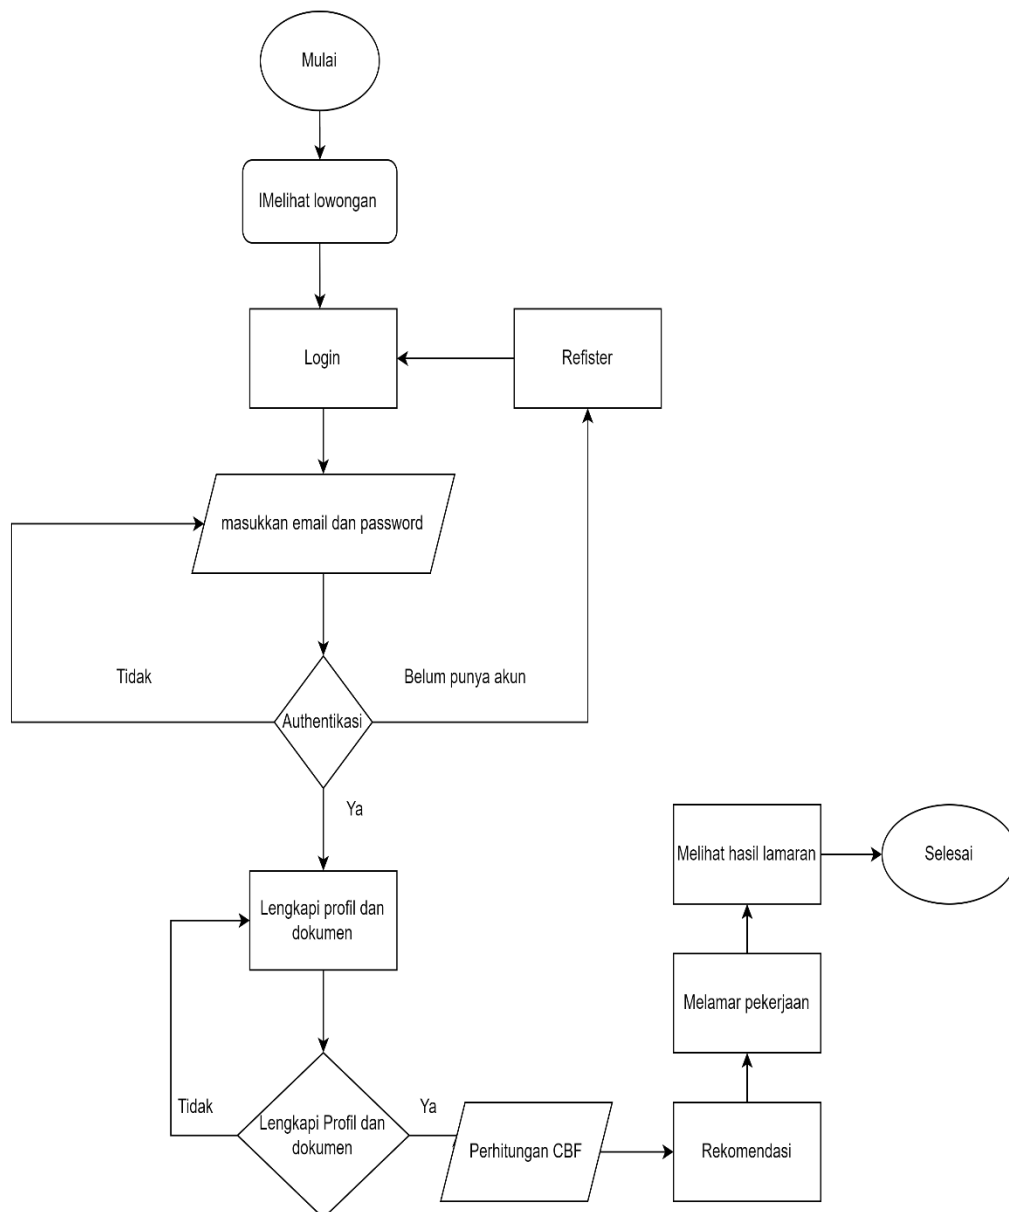 Mulai
IMelihat lowongan
Login
Refister
masukkan email dan password
Tidak
Belum punya akun
Authentikasi
Ya
Melihat hasil lamaran
Selesai
Lengkapi profil dan
dokumen
Melamar pekerjaan
Tidak
Ya
Lengkapi Profil dan
dokumen
Perhitungan CBF
Rekomendasi